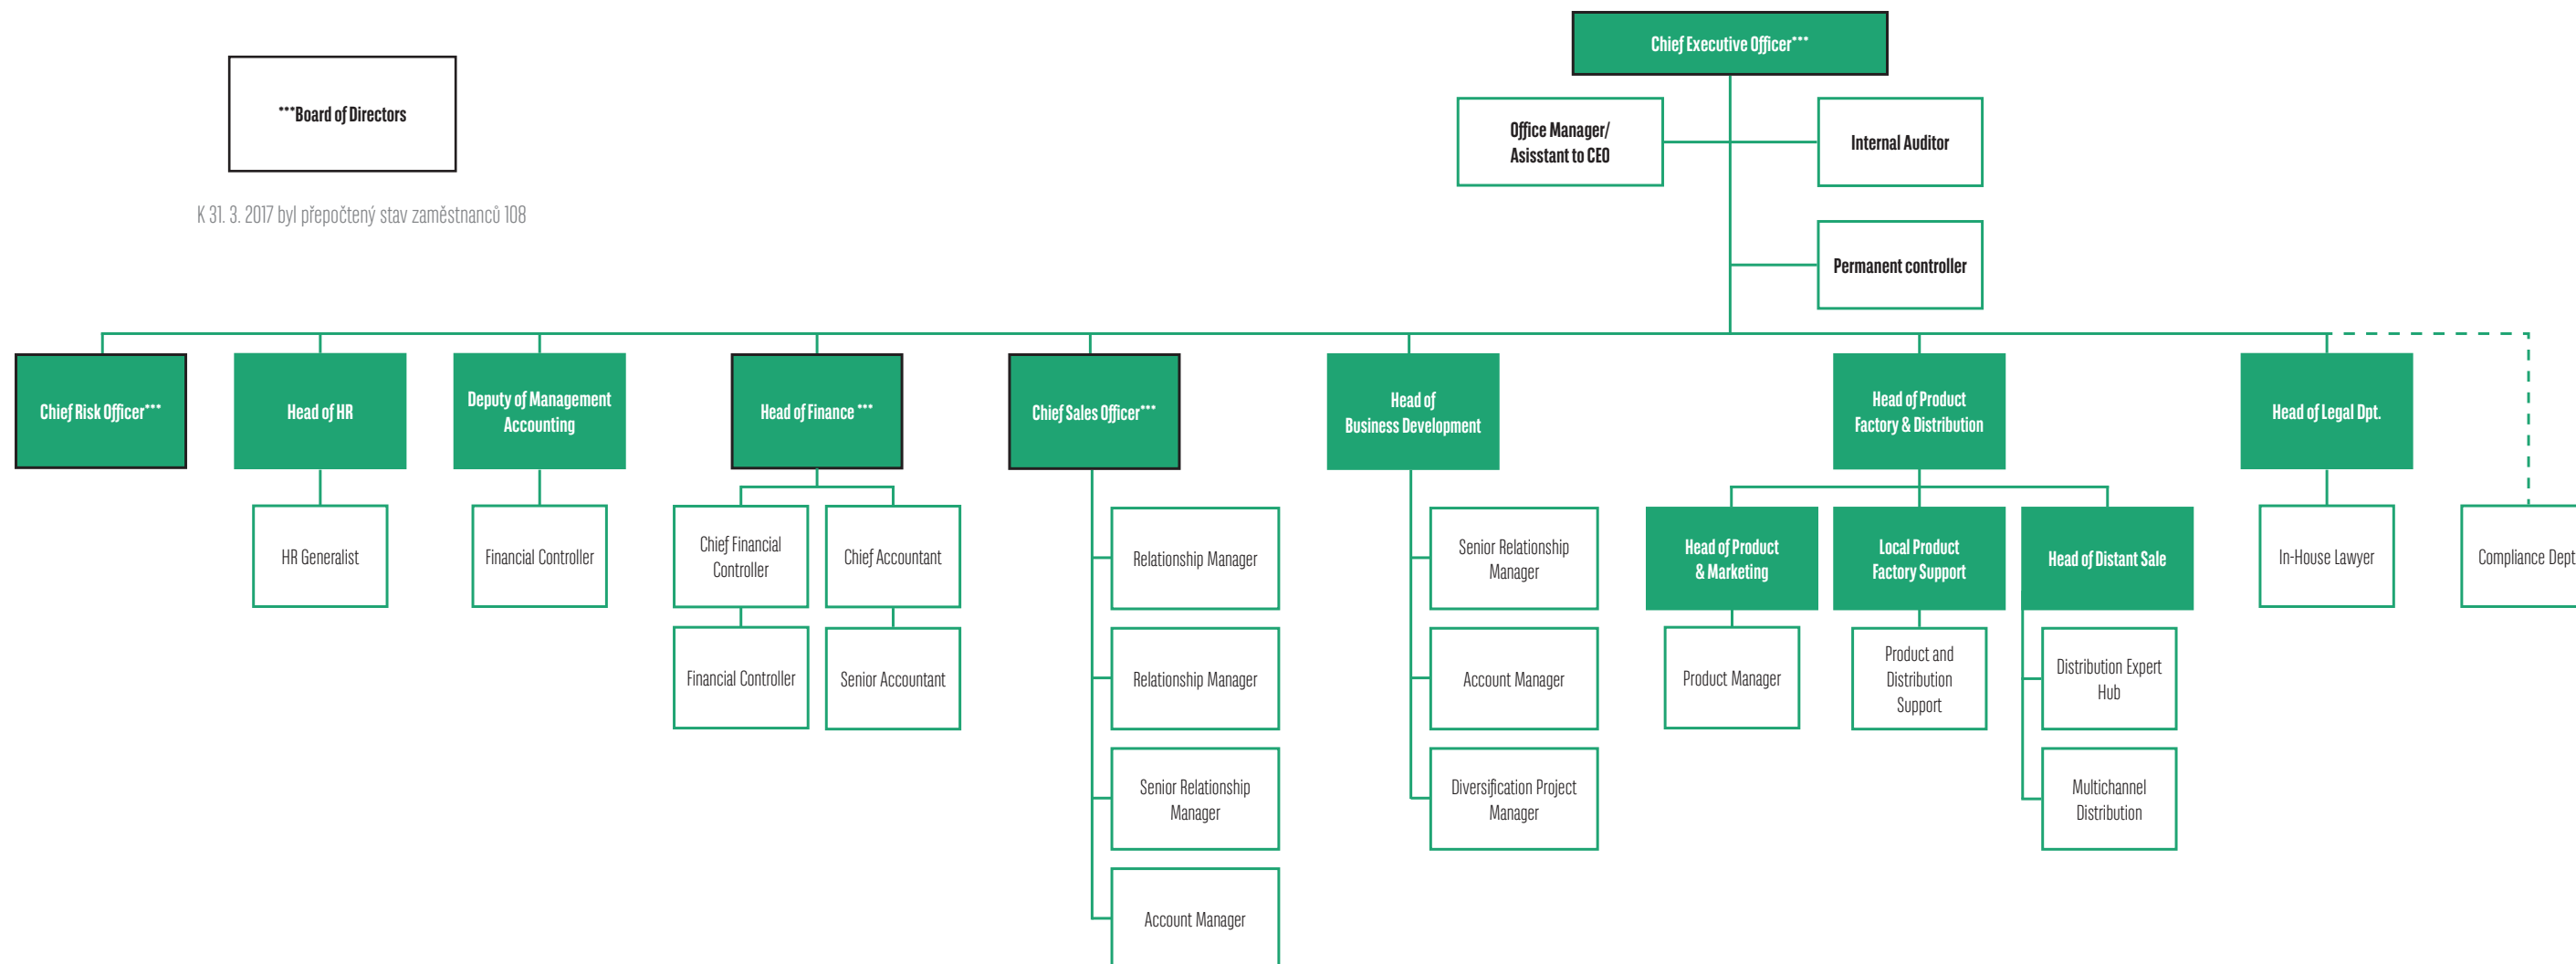 Chief Executive Officer***
***Board of Directors
Office Manager/
Asisstant to CEO
Internal Auditor
K 31. 3. 2017 byl přepočtený stav zaměstnanců 108
Permanent controller
Chief Risk Officer***
Head of HR
Deputy of Management
Accounting
Head of Finance ***
Chief Sales Officer***
Head of
Business Development
Head of Product
Factory & Distribution
Head of Legal Dpt.
HR Generalist
Financial Controller
Chief Financial
Controller
Chief Accountant
Relationship Manager
Senior Relationship
Manager
Head of Product
& Marketing
Local Product
Factory Support
Head of Distant Sale
In-House Lawyer
Compliance Dept
Financial Controller
Senior Accountant
Relationship Manager
Account Manager
Product Manager
Product and
Distribution
Support
Distribution Expert
Hub
Senior Relationship
Manager
Diversification Project
Manager
Multichannel
Distribution
Account Manager